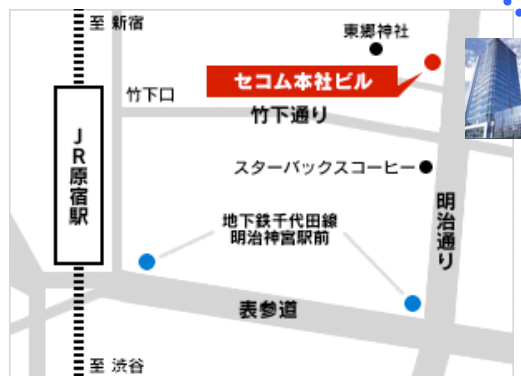 至 新宿
東郷神社
セコム本社ビル
竹下口
竹下通り
JR原宿駅
スターバックスコーヒー
明治通り
地下鉄千代田線
明治神宮駅前
表参道
至 渋谷